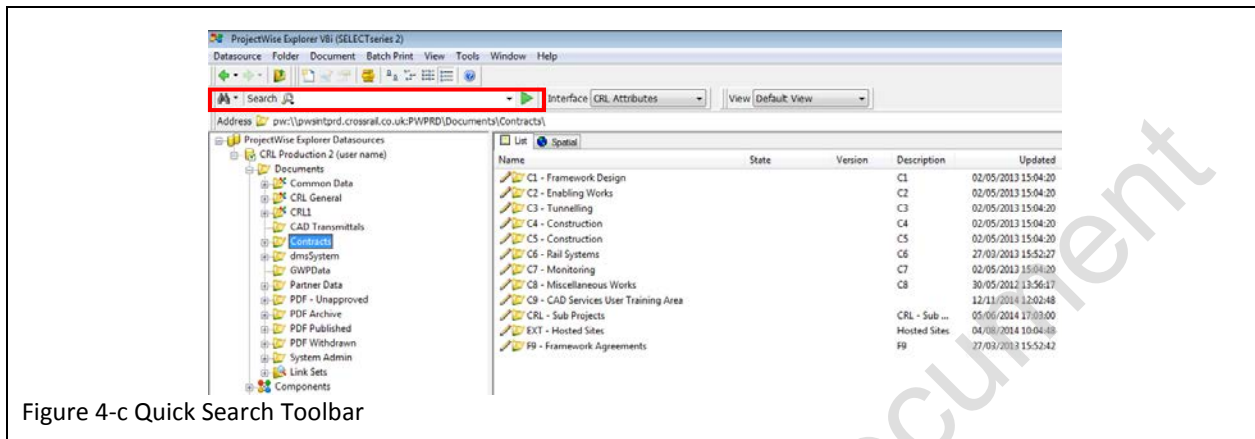 ProjectWise Explorer V8i (SELECTseries 2)
Datasource Folder Document Batch Print View Tools Window Help
Search Interface CRL Attributes View Default View
Address pw:\\pwsintprd.crossrail.co.uk:PWPRD\Documents\Contracts\
ProjectWise Explorer Datasources
CRL Production 2 (user name)
Documents
Common Data
CRL General
CRL1
CAD Transmittals
Contracts
dmsSystem
GWPData
Partner Data
PDF - Unapproved
PDF Archive
PDF Published
PDF Withdrawn
System Admin
Link Sets
Components
List Spatial
Name State Version Description Updated
C1 - Framework Design C1 02/05/2013 15:04:20
C2 - Enabling Works C2 02/05/2013 15:04:20
C3 - Tunnelling C3 02/05/2013 15:04:20
C4 - Construction C4 02/05/2013 15:04:20
C5 - Construction C5 02/05/2013 15:04:20
C6 - Rail Systems C6 27/03/2013 15:52:27
C7 - Monitoring C7 02/05/2013 15:04:20
C8 - Miscellaneous Works C8 30/05/2012 13:56:17
C9 - CAD Services User Training Area 12/11/2014 12:02:48
CRL - Sub Projects CRL - Sub ... 05/06/2014 17:03:00
EXT - Hosted Sites Hosted Sites 04/08/2014 10:04:48
F9 - Framework Agreements F9 27/03/2013 15:52:42
Figure 4-c Quick Search Toolbar